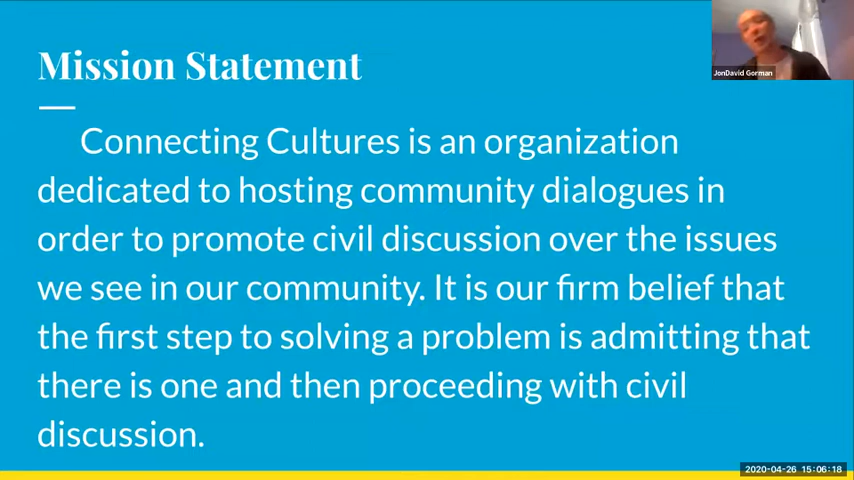 Mission Statement
Connecting Cultures is an organization
dedicated to hosting community dialogues in
order to promote civil discussion over the issues
we see in our community. It is our firm belief that
the first step to solving a problem is admitting that
there is one and then proceeding with civil
discussion.
JonDavid Gorman
2020-04-26 15:06:18